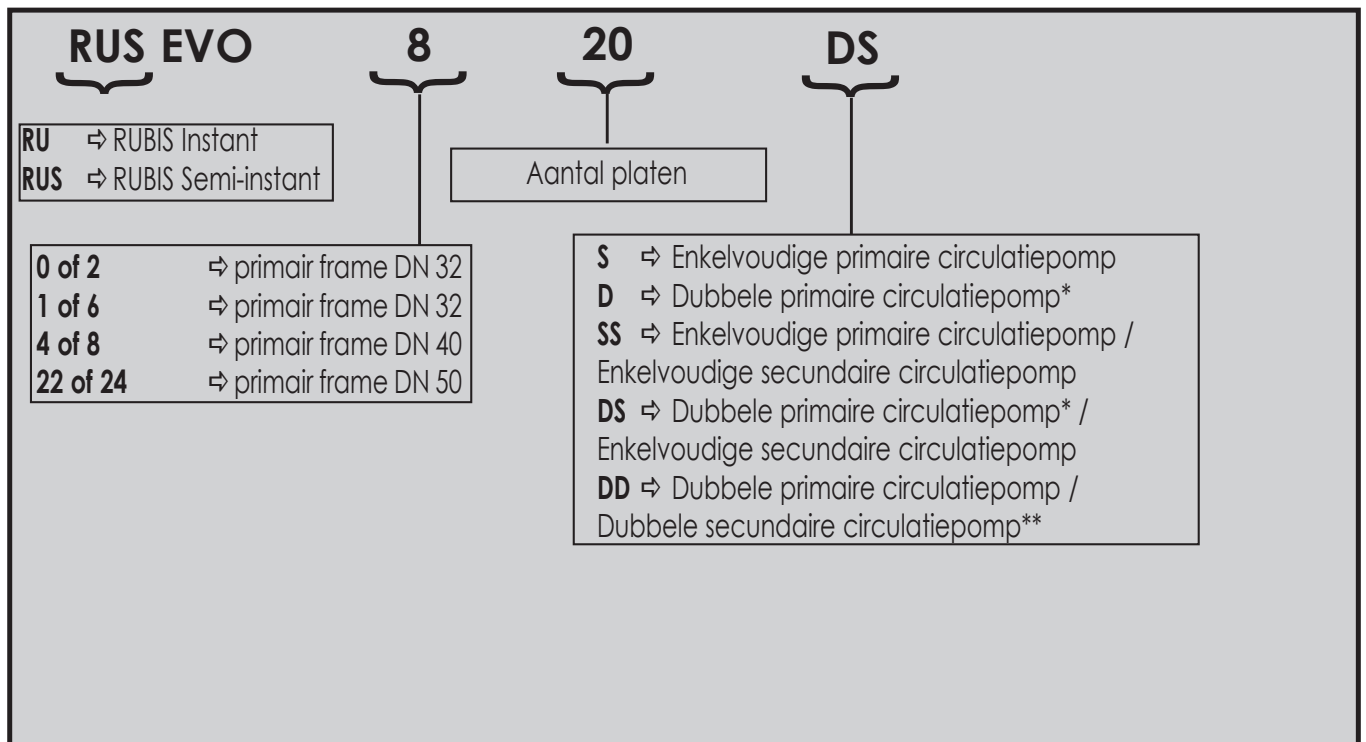 RUS EVO 8 20 DS
RU ⇨ RUBIS Instant
RUS ⇨ RUBIS Semi-instant
Aantal platen
0 of 2 ⇨ primair frame DN 32
1 of 6 ⇨ primair frame DN 32
4 of 8 ⇨ primair frame DN 40
22 of 24 ⇨ primair frame DN 50
S ⇨ Enkelvoudige primaire circulatiepomp
D ⇨ Dubbele primaire circulatiepomp*
SS ⇨ Enkelvoudige primaire circulatiepomp /
Enkelvoudige secundaire circulatiepomp
DS ⇨ Dubbele primaire circulatiepomp* /
Enkelvoudige secundaire circulatiepomp
DD ⇨ Dubbele primaire circulatiepomp /
Dubbele secundaire circulatiepomp**